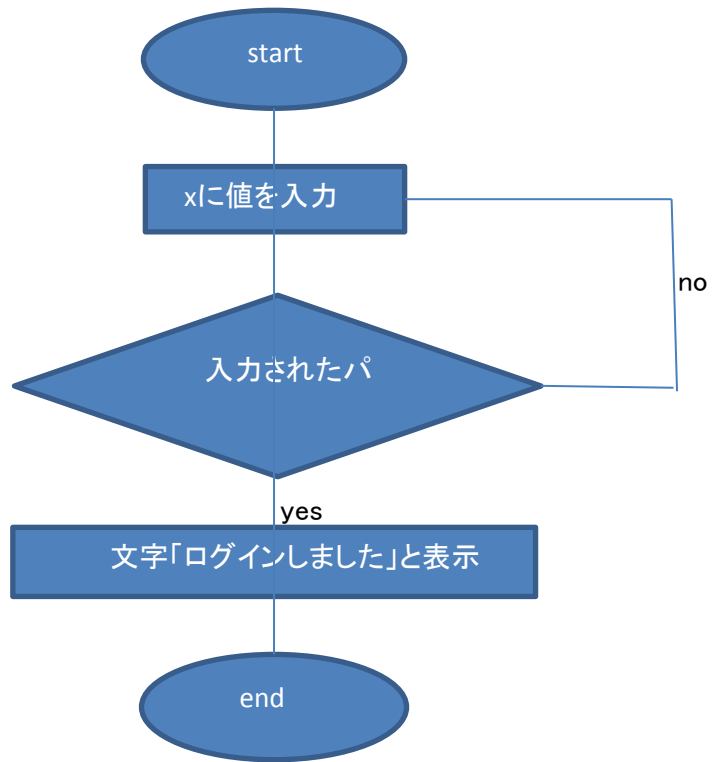 start
xに値を入力
no
入力されたパ
yes
文字「ログインしました」と表示
end